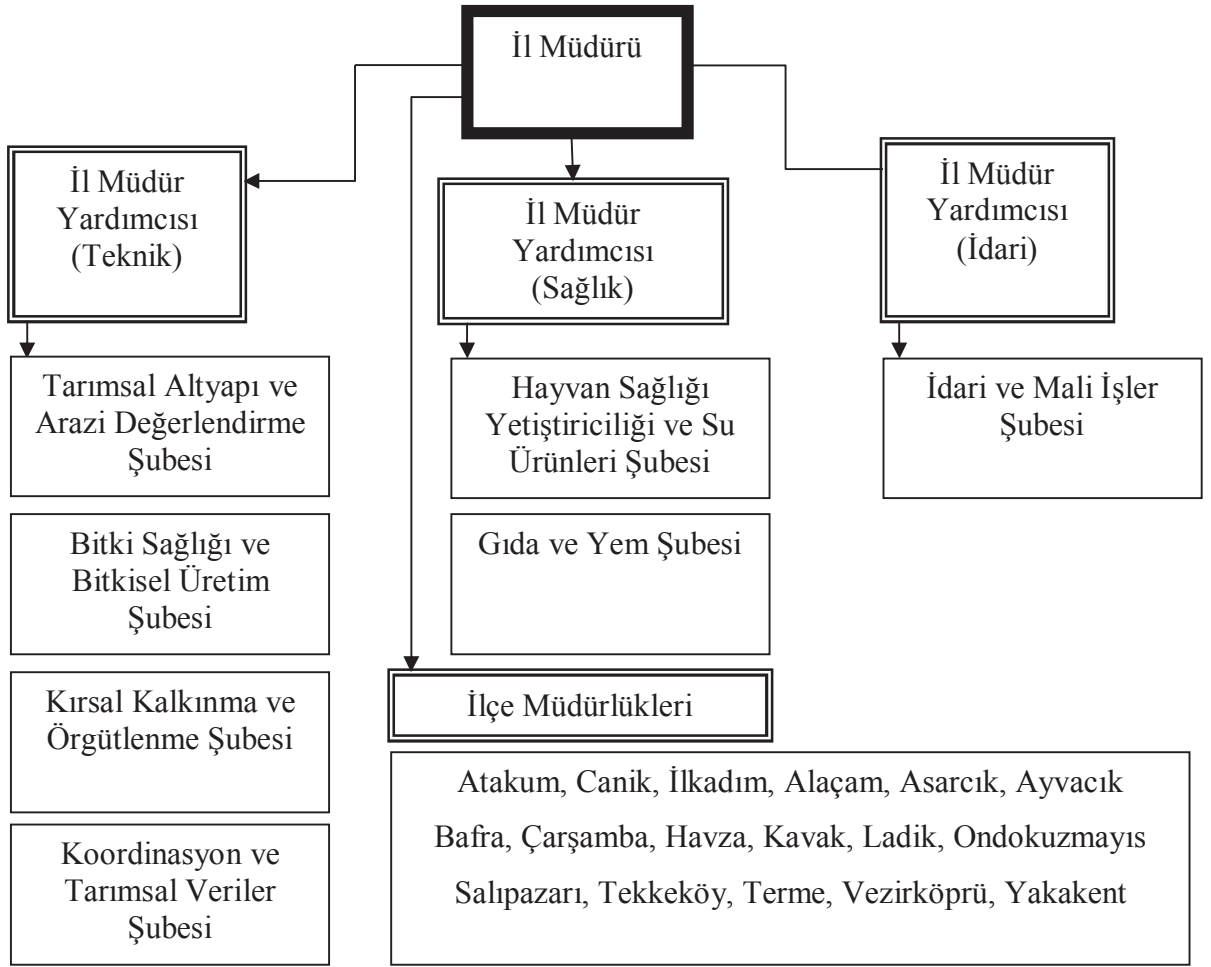 İl Müdürü
İl Müdür
Yardımcısı
(Teknik)
İl Müdür
Yardımcısı
(Sağlık)
İl Müdür
Yardımcısı
(İdari)
Tarımsal Altyapı ve
Arazi Değerlendirme
Şubesi
Hayvan Sağlığı
Yetiştiriciliği ve Su
Ürünleri Şubesi
İdari ve Mali İşler
Şubesi
Bitki Sağlığı ve
Bitkisel Üretim
Şubesi
Gıda ve Yem Şubesi
Kırsal Kalkınma ve
Örgütlenme Şubesi
İlçe Müdürlükleri
Koordinasyon ve
Tarımsal Veriler
Şubesi
Atakum, Canik, İlkadım, Alaçam, Asarcık, Ayvacık
Bafra, Çarşamba, Havza, Kavak, Ladik, Ondokuzmayıs
Salıpazarı, Tekkeköy, Terme, Vezirköprü, Yakakent